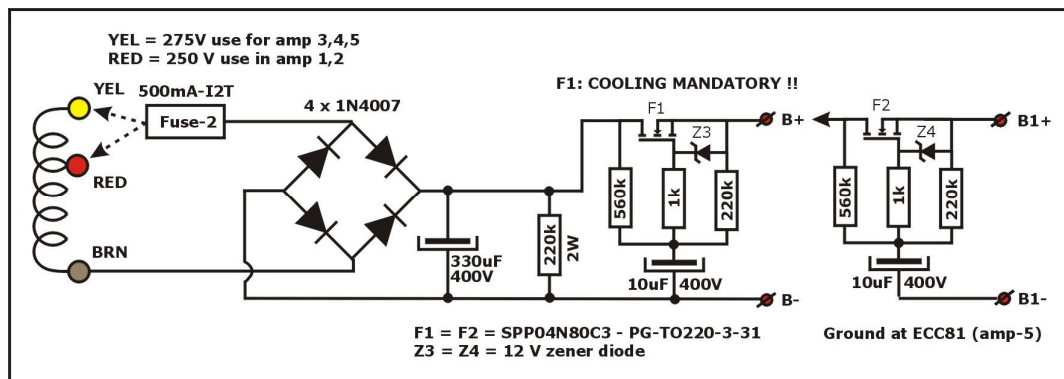 YEL = 275V use for amp 3,4,5
RED = 250 V use in amp 1,2
YEL
500mA-I2T
Fuse-2
4 x 1N4007
RED
BRN
330uF
400V
220k
2W
F1: COOLING MANDATORY !!
F1
Z3
560k
1k
220k
10uF 400V
B+
B-
F2
Z4
560k
1k
220k
10uF 400V
B1+
B1-
F1 = F2 = SPP04N80C3 - PG-TO220-3-31
Z3 = Z4 = 12 V zener diode
Ground at ECC81 (amp-5)